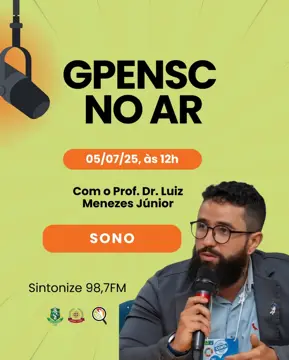 GPENSC
NO AR
05/07/25, às 12h
Com o Prof. Dr. Luiz
Menezes Júnior
SONO
Sintonize 98,7FM